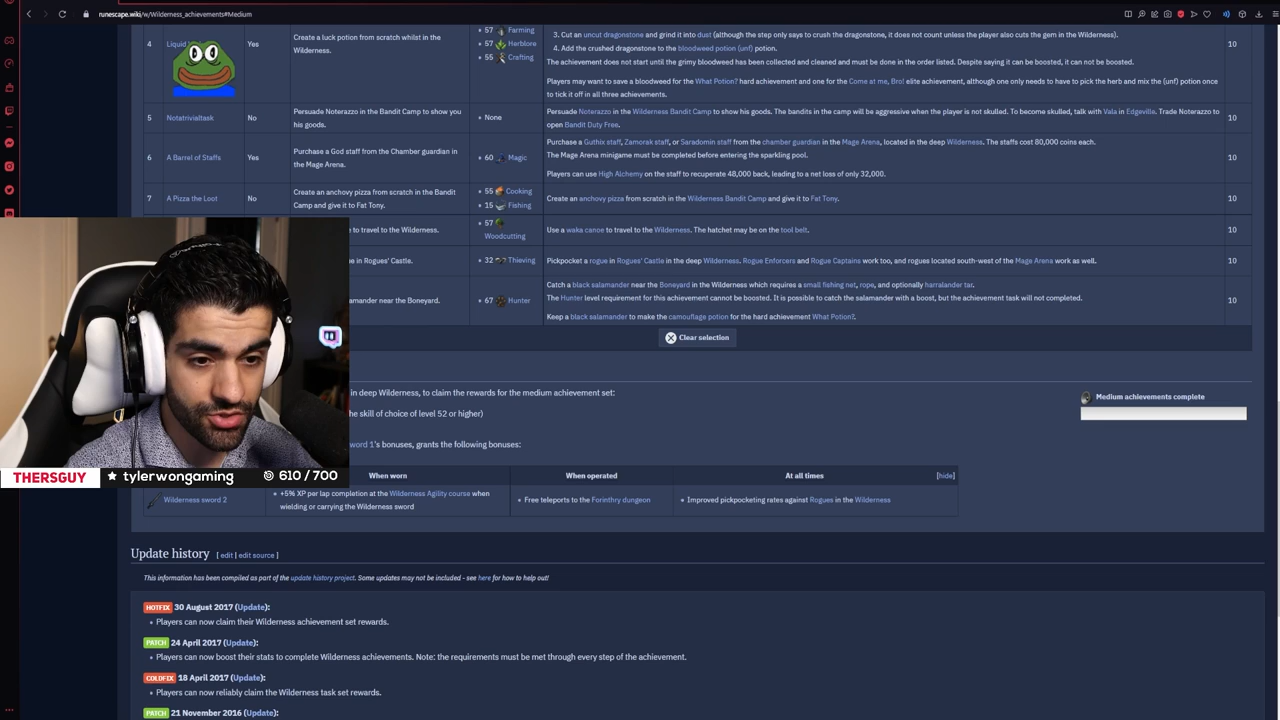 runescape.wiki/w/Wilderness_achievements#Medium
4 Liquid Yes Create a luck potion from scratch whilst in the Wilderness. 57 Farming
57 Herblore
55 Crafting
3. Cut an uncut dragonstone and grind it into dust (although the step only says to crush the dragonstone, it does not count unless the player also cuts the gem in the Wilderness).
4. Add the crushed dragonstone to the bloodweed potion (unf) potion.
The achievement does not start until the grimy bloodweed has been collected and cleaned and must be done in the order listed. Despite saying it can be boosted, it can not be boosted.
Players may want to save a bloodweed for the What Potion? hard achievement and one for the Come at me, Bro! elite achievement, although one only needs to have to pick the herb and mix the (unf) potion once
to tick it off in all three achievements.
10
5 Notatrivialtask No Persuade Noterazzo in the Bandit Camp to show you
his goods.
None
Persuade Noterazzo in the Wilderness Bandit Camp to show his goods. The bandits in the camp will be aggressive when the player is not skulled. To become skulled, talk with Vala in Edgeville. Trade Noterazzo to
open Bandit Duty Free.
10
6 A Barrel of Staffs Yes Purchase a God staff from the Chamber guardian in
the Mage Arena.
60 Magic
Purchase a Guthix staff, Zamorak staff, or Saradomin staff from the chamber guardian in the Mage Arena, located in the deep Wilderness. The staffs cost 80,000 coins each.
The Mage Arena minigame must be completed before entering the sparkling pool.
Players can use High Alchemy on the staff to recuperate 48,000 back, leading to a net loss of only 32,000.
10
7 A Pizza the Loot No Create an anchovy pizza from scratch in the Bandit
Camp and give it to Fat Tony.
55 Cooking
15 Fishing
Create an anchovy pizza from scratch in the Wilderness Bandit Camp and give it to Fat Tony.
10
e to travel to the Wilderness.
57
Woodcutting
Use a waka canoe to travel to the Wilderness. The hatchet may be on the tool belt.
10
e in Rogues' Castle.
32 Thieving
Pickpocket a rogue in Rogues' Castle in the deep Wilderness. Rogue Enforcers and Rogue Captains work too, and rogues located south-west of the Mage Arena work as well.
10
amander near the Boneyard.
67 Hunter
Catch a black salamander near the Boneyard in the Wilderness which requires a small fishing net, rope, and optionally harralander tar.
The Hunter level requirement for this achievement cannot be boosted. It is possible to catch the salamander with a boost, but the achievement task will not completed.
Keep a black salamander to make the camouflage potion for the hard achievement What Potion?.
10
Clear selection
in deep Wilderness, to claim the rewards for the medium achievement set:
he skill of choice of level 52 or higher)
word 1's bonuses, grants the following bonuses:
Medium achievements complete
THERSGUY tylerwongaming 610 / 700
When worn When operated At all times [hide]
Wilderness sword 2
+5% XP per lap completion at the Wilderness Agility course when
wielding or carrying the Wilderness sword
Free teleports to the Forinthry dungeon
Improved pickpocketing rates against Rogues in the Wilderness
Update history [ edit | edit source ]
This information has been compiled as part of the update history project. Some updates may not be included - see here for how to help out!
HOTFIX 30 August 2017 (Update):
Players can now claim their Wilderness achievement set rewards.
PATCH 24 April 2017 (Update):
Players can now boost their stats to complete Wilderness achievements. Note: the requirements must be met through every step of the achievement.
COLDFIX 18 April 2017 (Update):
Players can now reliably claim the Wilderness task set rewards.
PATCH 21 November 2016 (Update):